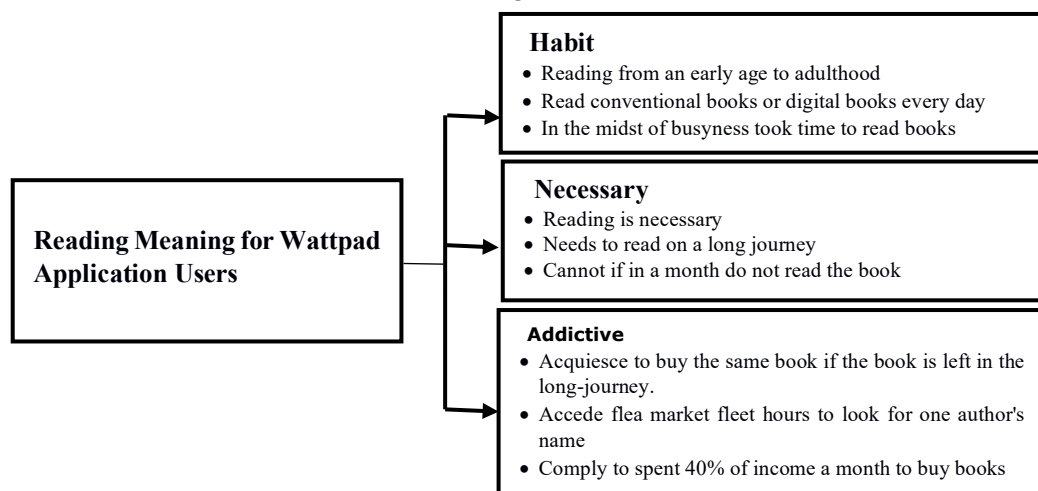 Reading Meaning for Wattpad
Application Users
Habit
• Reading from an early age to adulthood
• Read conventional books or digital books every day
• In the midst of busyness took time to read books
Necessary
• Reading is necessary
• Needs to read on a long journey
• Cannot if in a month do not read the book
Addictive
• Acquiesce to buy the same book if the book is left in the
long-journey.
• Accede flea market fleet hours to look for one author's
name
• Comply to spent 40% of income a month to buy books